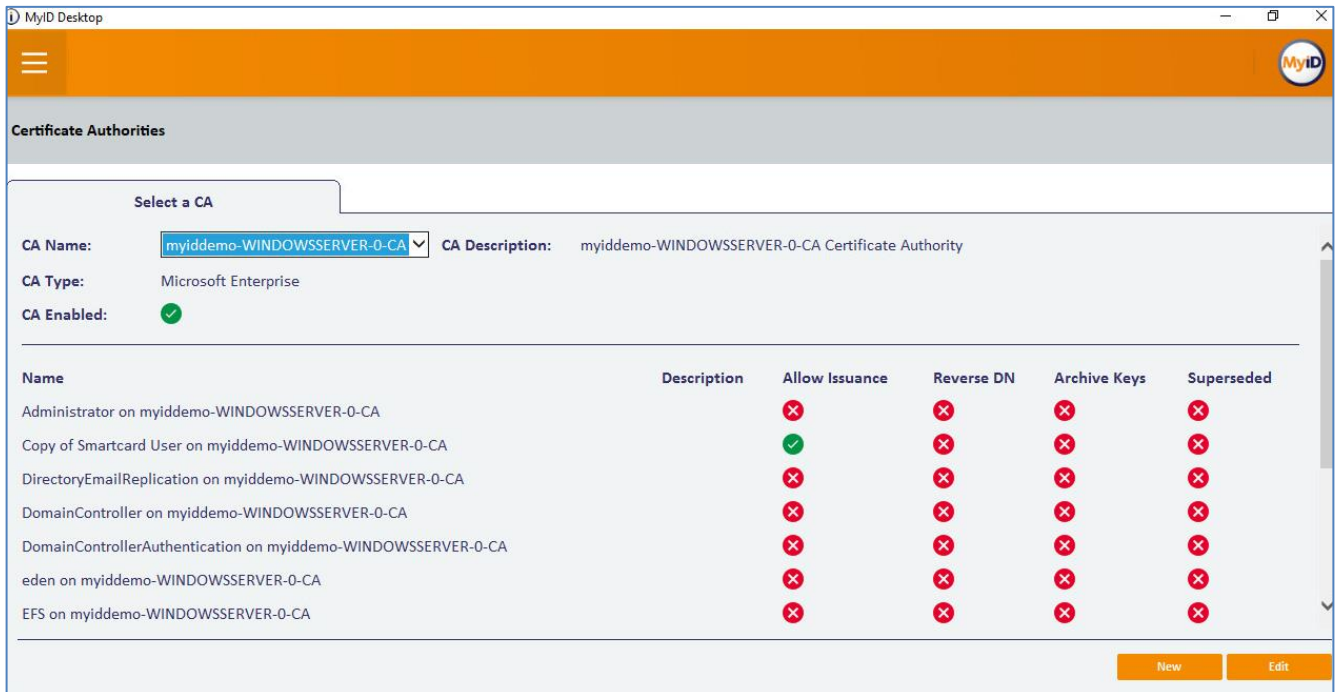 MyID Desktop
MyiD
Certificate Authorities
Select a CA
CA Name: myiddemo-WINDOWSSERVER-0-CA CA Description: myiddemo-WINDOWSSERVER-0-CA Certificate Authority
CA Type: Microsoft Enterprise
CA Enabled:
Name Description Allow Issuance Reverse DN Archive Keys Superseded
Administrator on myiddemo-WINDOWSSERVER-0-CA
Copy of Smartcard User on myiddemo-WINDOWSSERVER-0-CA
DirectoryEmailReplication on myiddemo-WINDOWSSERVER-0-CA
DomainController on myiddemo-WINDOWSSERVER-0-CA
DomainControllerAuthentication on myiddemo-WINDOWSSERVER-0-CA
eden on myiddemo-WINDOWSSERVER-0-CA
EFS on myiddemo-WINDOWSSERVER-0-CA
New Edit